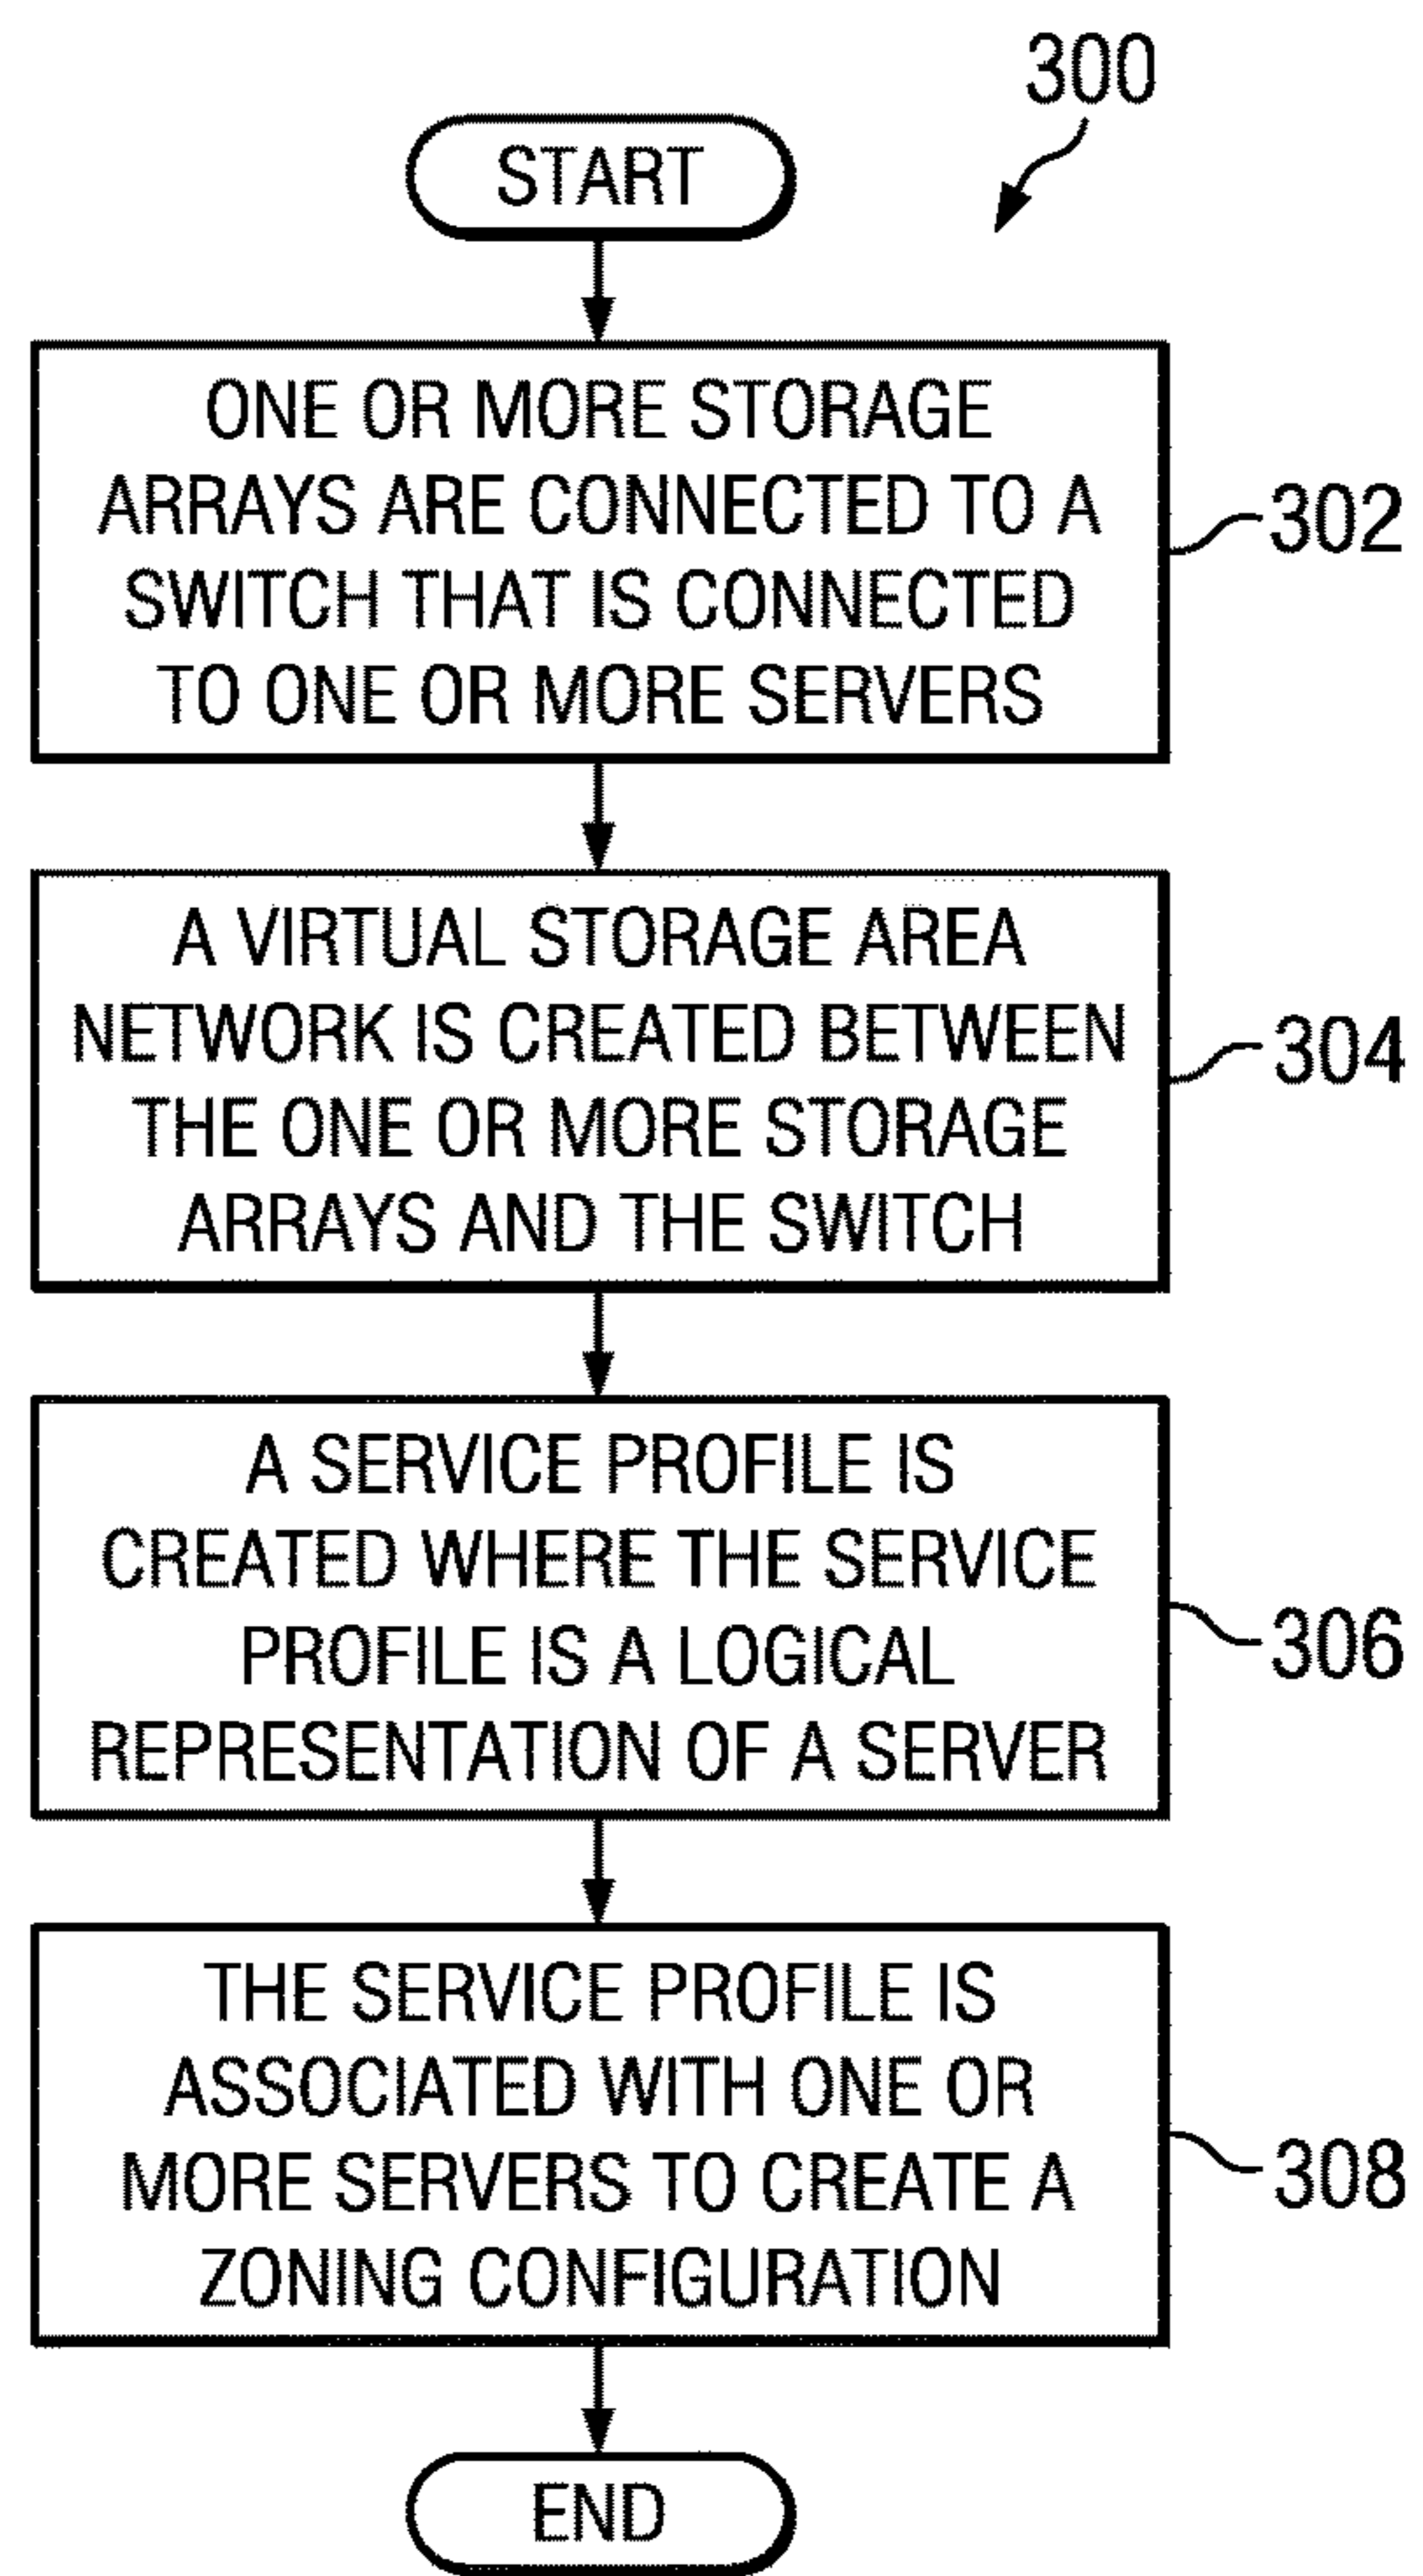 300
START
ONE OR MORE STORAGE
ARRAYS ARE CONNECTED TO A
SWITCH THAT IS CONNECTED
TO ONE OR MORE SERVERS
302
A VIRTUAL STORAGE AREA
NETWORK IS CREATED BETWEEN
THE ONE OR MORE STORAGE
ARRAYS AND THE SWITCH
304
A SERVICE PROFILE IS
CREATED WHERE THE SERVICE
PROFILE IS A LOGICAL
REPRESENTATION OF A SERVER
306
THE SERVICE PROFILE IS
ASSOCIATED WITH ONE OR
MORE SERVERS TO CREATE A
ZONING CONFIGURATION
308
END